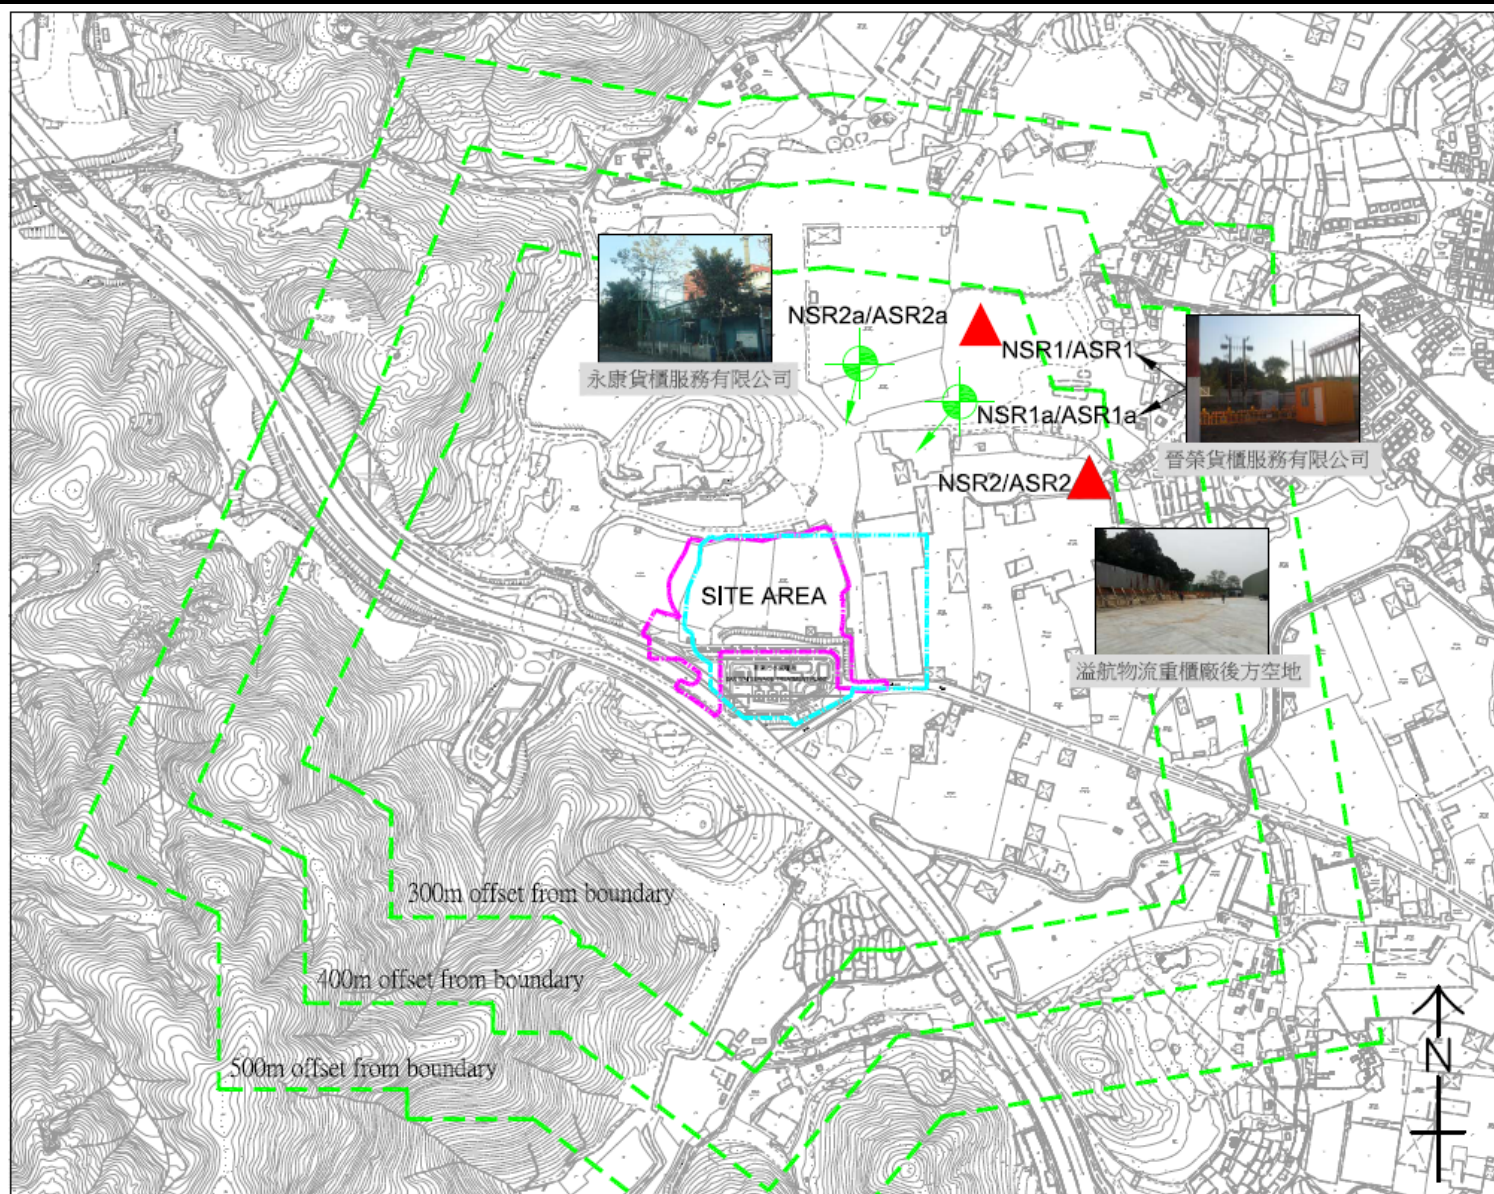 NSR2a/ASR2a
NSR1/ASR1
永康貨櫃服務有限公司
NSR1a/ASR1a
晉榮貨櫃服務有限公司
NSR2/ASR2
SITE AREA
溢航物流重櫃廠後方空地
300m offset from boundary
400m offset from boundary
500m offset from boundary
N